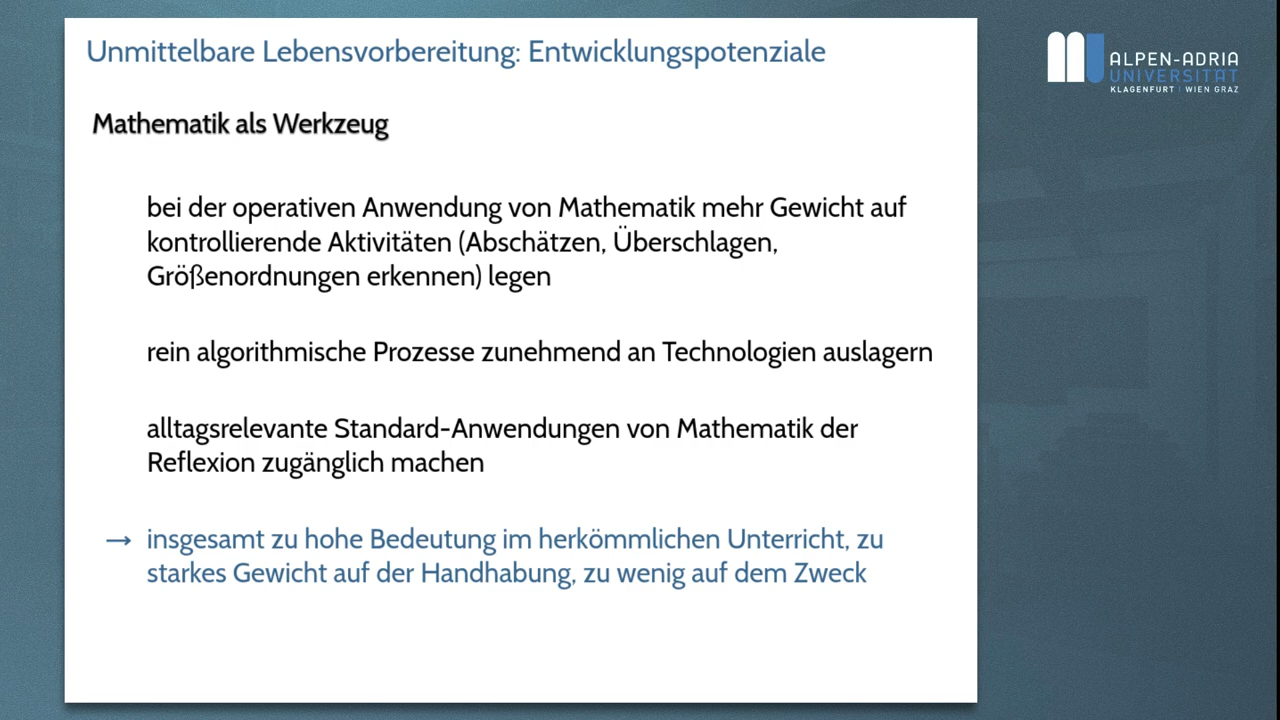 Unmittelbare Lebensvorbereitung: Entwicklungspotenziale
Mathematik als Werkzeug
bei der operativen Anwendung von Mathematik mehr Gewicht auf
kontrollierende Aktivitäten (Abschätzen, Überschlagen,
Größenordnungen erkennen) legen
rein algorithmische Prozesse zunehmend an Technologien auslagern
alltagsrelevante Standard-Anwendungen von Mathematik der
Reflexion zugänglich machen
→ insgesamt zu hohe Bedeutung im herkömmlichen Unterricht, zu
starkes Gewicht auf der Handhabung, zu wenig auf dem Zweck
ALPEN-ADRIA
UNIVERSITÄT
KLAGENFURT | WIEN GRAZ